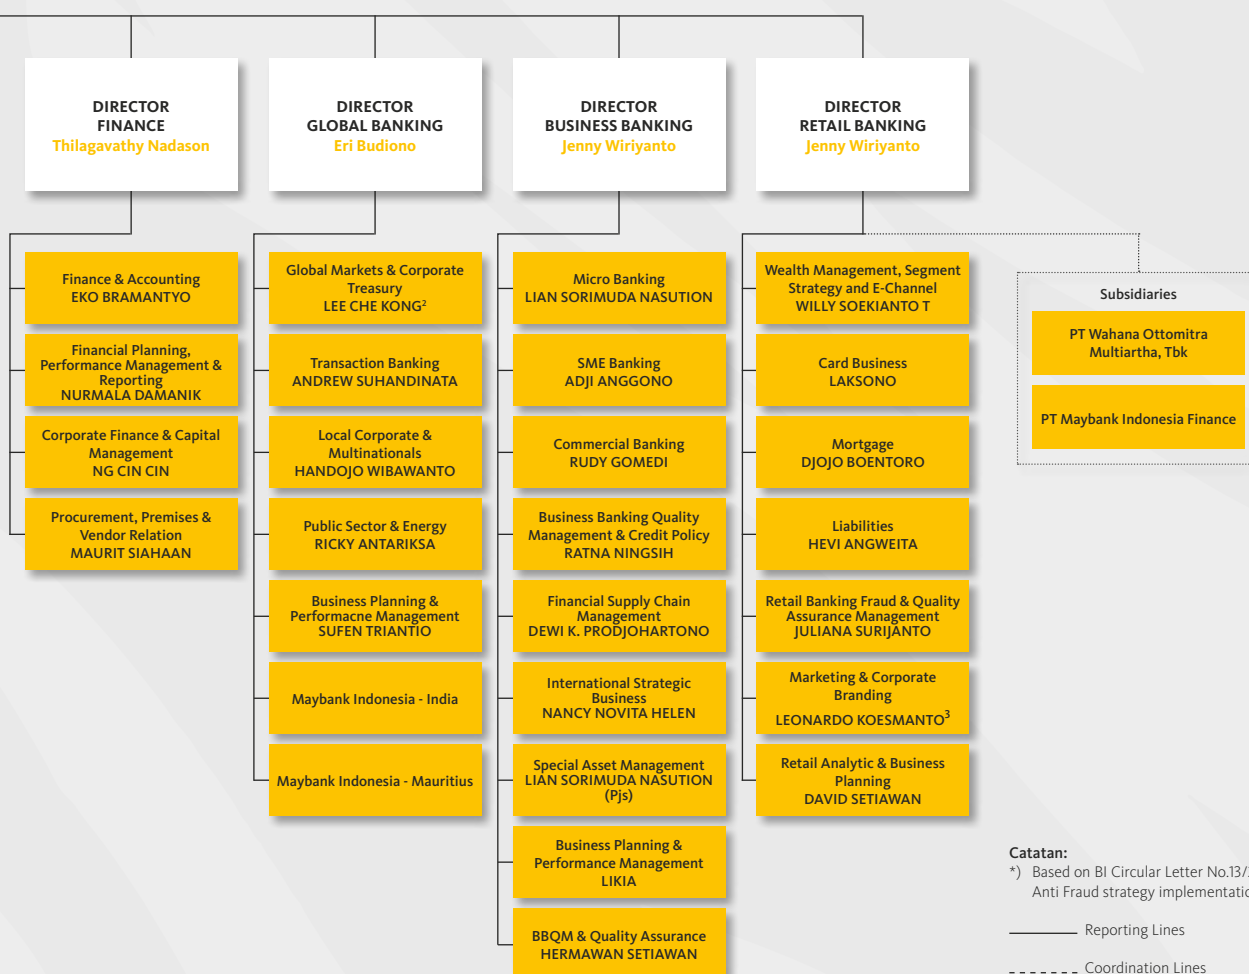 DIRECTOR
FINANCE
Thilagavathy Nadason
DIRECTOR
GLOBAL BANKING
Eri Budiono
DIRECTOR
BUSINESS BANKING
Jenny Wiriyanto
DIRECTOR
RETAIL BANKING
Jenny Wiriyanto
Finance & Accounting
EKO BRAMANTYO
Financial Planning,
Performance Management &
Reporting
NURMALA DAMANIK
Corporate Finance & Capital
Management
NG CIN CIN
Procurement, Premises &
Vendor Relation
MAURIT SIAHAAN
Global Markets & Corporate
Treasury
LEE CHE KONG²
Transaction Banking
ANDREW SUHANDINATA
Local Corporate &
Multinationals
HANDOJO WIBAWANTO
Public Sector & Energy
RICKY ANTARIKSA
Business Planning &
Performacne Management
SUFEN TRIANTIO
Maybank Indonesia - India
Maybank Indonesia - Mauritius
Micro Banking
LIAN SORIMUDA NASUTION
SME Banking
ADJI ANGGONO
Commercial Banking
RUDY GOMEDI
Business Banking Quality
Management & Credit Policy
RATNA NINGSIH
Financial Supply Chain
Management
DEWI K. PRODJOHARTONO
International Strategic
Business
NANCY NOVITA HELEN
Special Asset Management
LIAN SORIMUDA NASUTION
(Pjs)
Business Planning &
Performance Management
LIKIA
BBQM & Quality Assurance
HERMAWAN SETIAWAN
Wealth Management, Segment
Strategy and E-Channel
WILLY SOEKIANTO T
Card Business
LAKSONO
Mortgage
DJOJO BOENTORO
Liabilities
HEVI ANGWEITA
Retail Banking Fraud & Quality
Assurance Management
JULIANA SURIJANTO
Marketing & Corporate
Branding
LEONARDO KOESMANTO³
Retail Analytic & Business
Planning
DAVID SETIAWAN
Subsidiaries
PT Wahana Ottomitra
Multiartha, Tbk
PT Maybank Indonesia Finance
Catatan:
*) Based on BI Circular Letter No.13/
Anti Fraud strategy
Reporting Lines
Coordination Lines